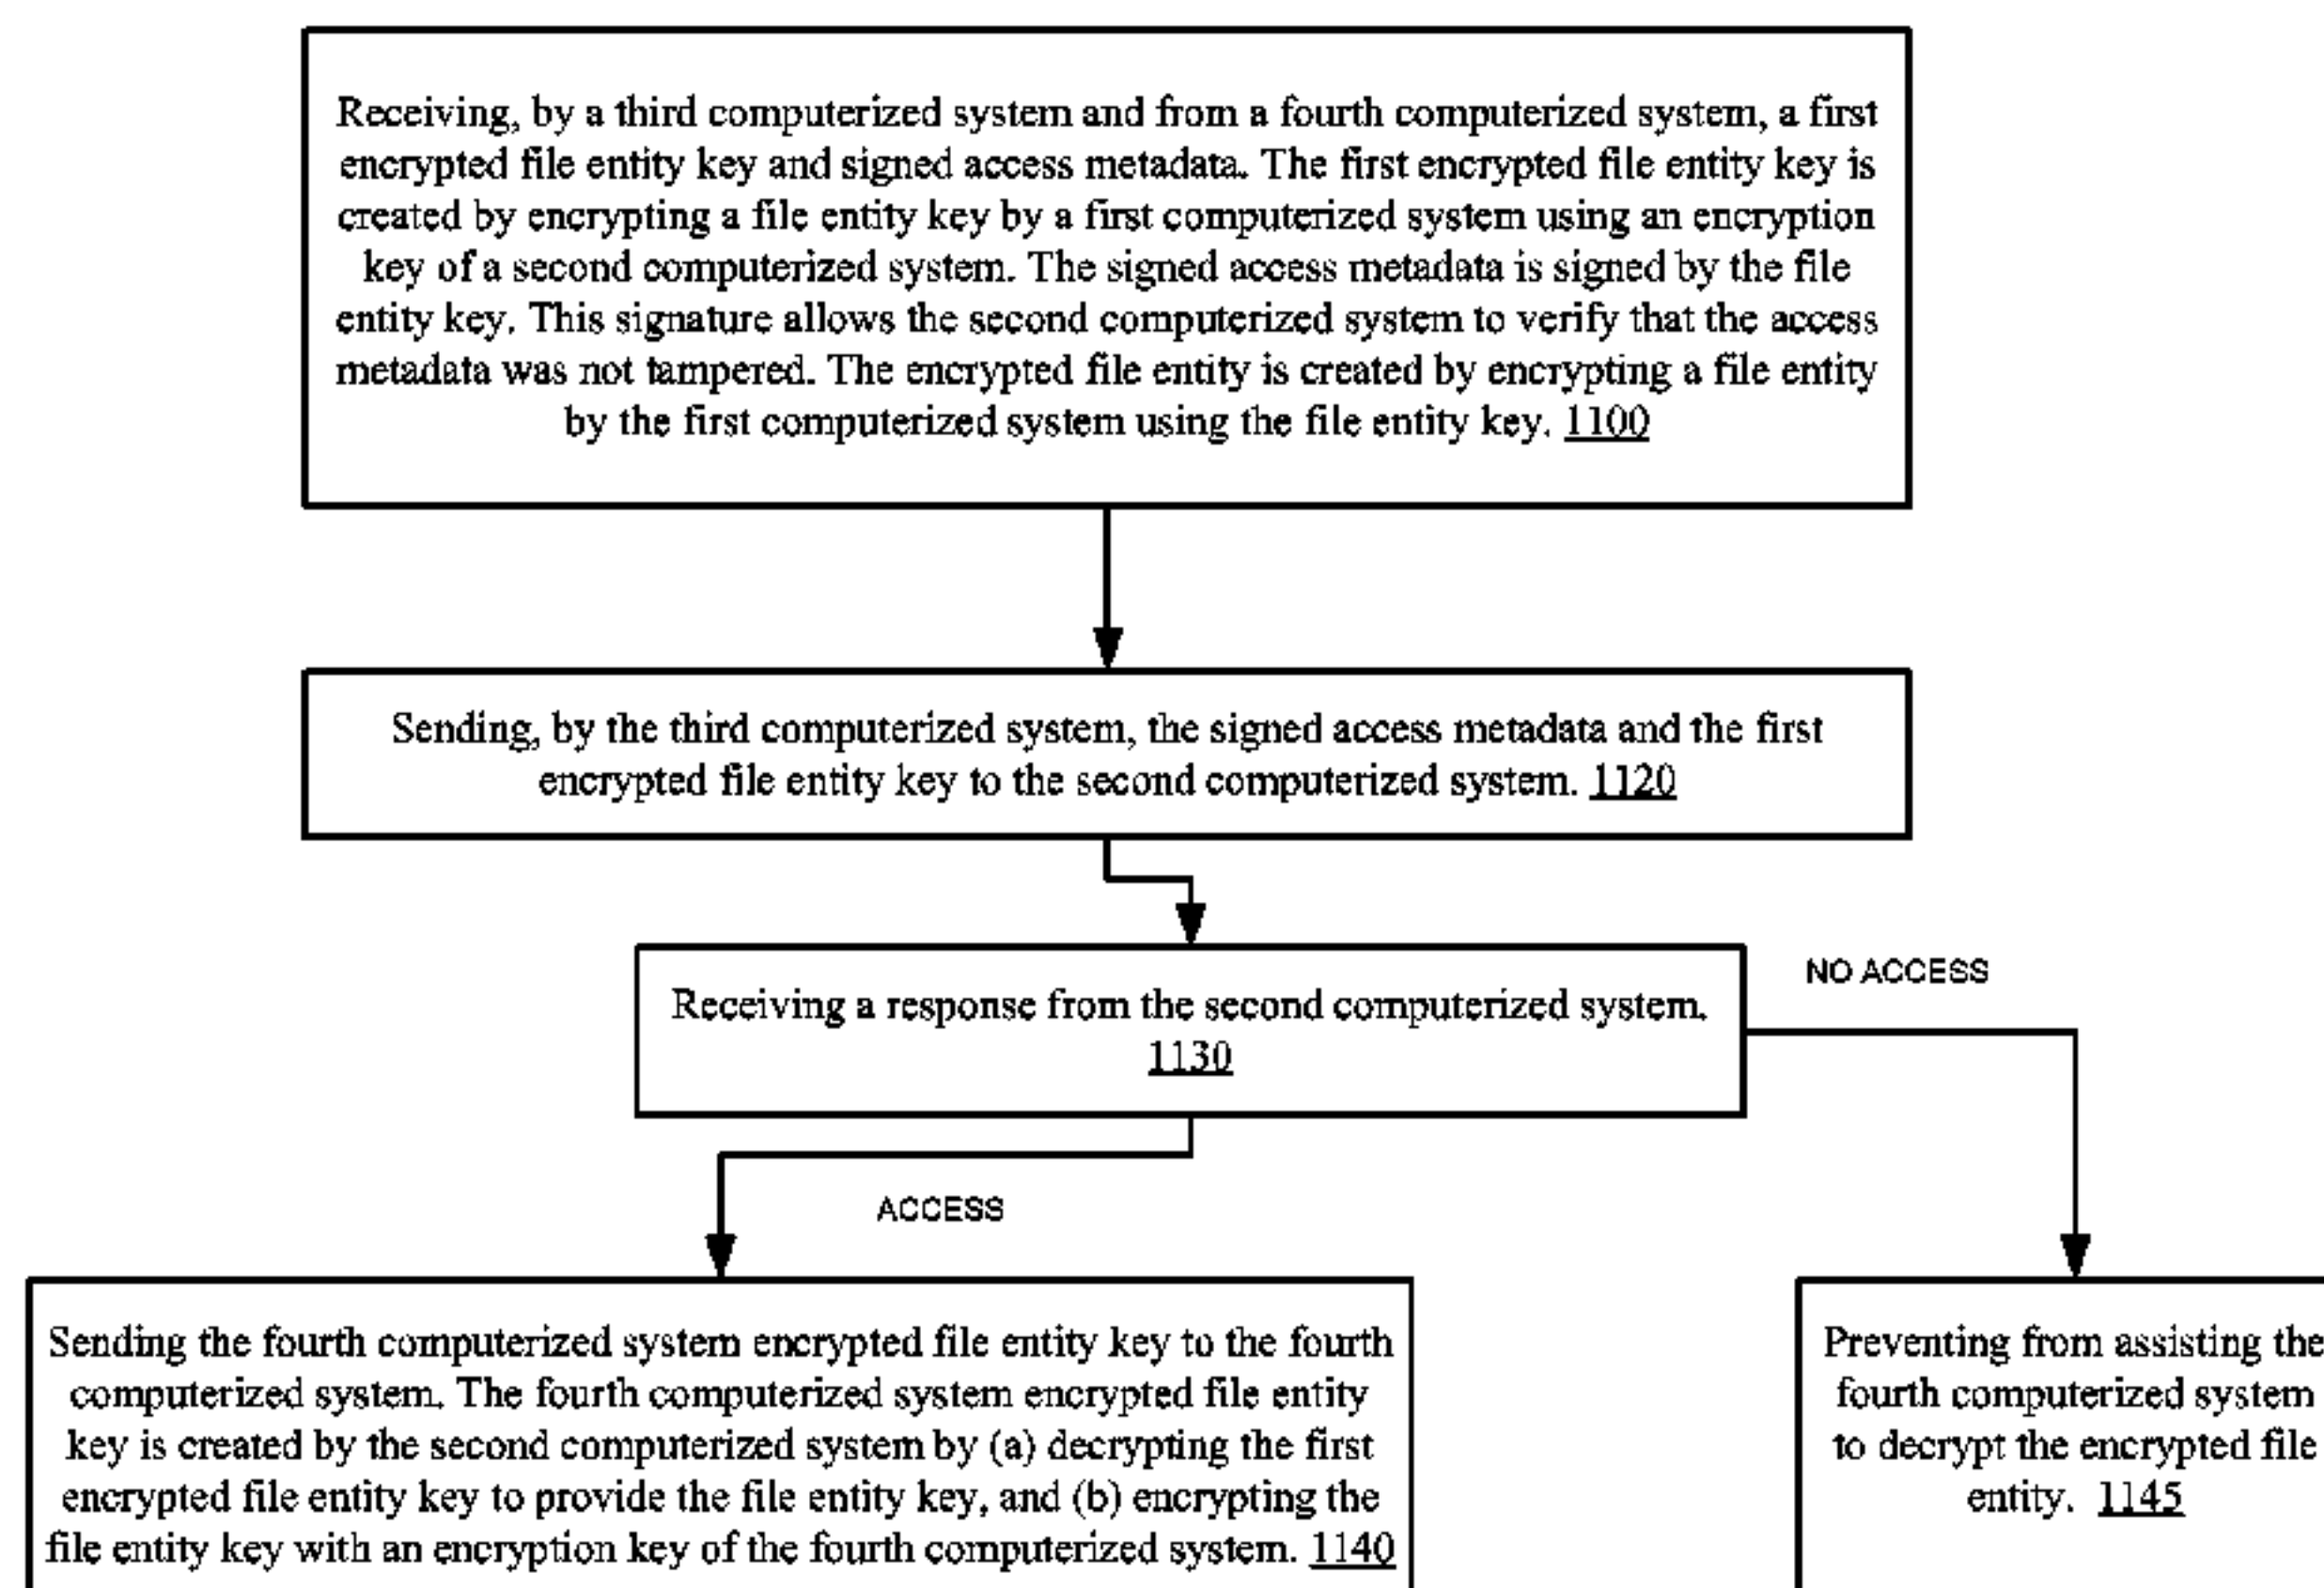 Receiving, by a third computerized system and from a fourth computerized system, a first
encrypted file entity key and signed access metadata. The first encrypted file entity key is
created by encrypting a file entity key by a first computerized system using an encryption
key of a second computerized system. The signed access metadata is signed by the file
entity key. This signature allows the second computerized system to verify that the access
metadata was not tampered. The encrypted file entity is created by encrypting a file entity
by the first computerized system using the file entity key. 1100
Sending, by the third computerized system, the signed access metadata and the first
encrypted file entity key to the second computerized system. 1120
Receiving a response from the second computerized system.
1130
NO ACCESS
ACCESS
Sending the fourth computerized system encrypted file entity key to the fourth
computerized system. The fourth computerized system encrypted file entity
key is created by the second computerized system by (a) decrypting the first
encrypted file entity key to provide the file entity key, and (b) encrypting the
file entity key with an encryption key of the fourth computerized system. 1140
Preventing from assisting the
fourth computerized system
to decrypt the encrypted file
entity. 1145